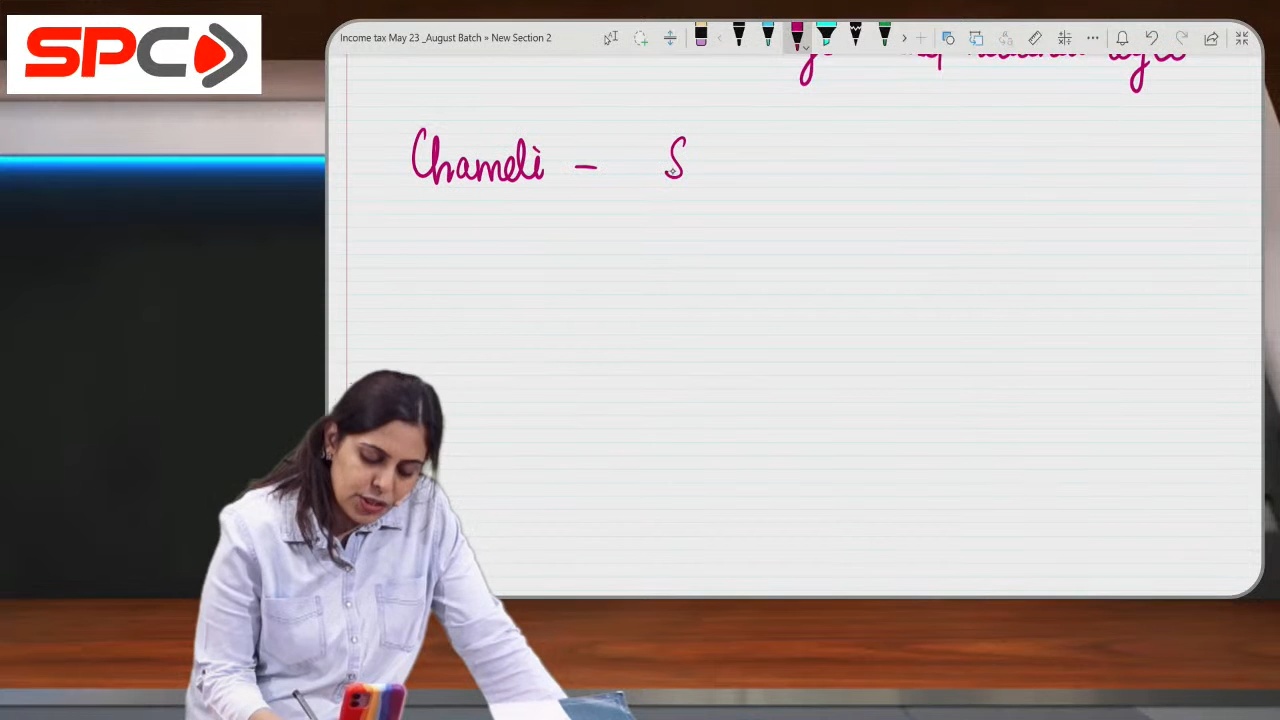 SPC
Income tax May 23 _August Batch » New Section 2
Chameli - S